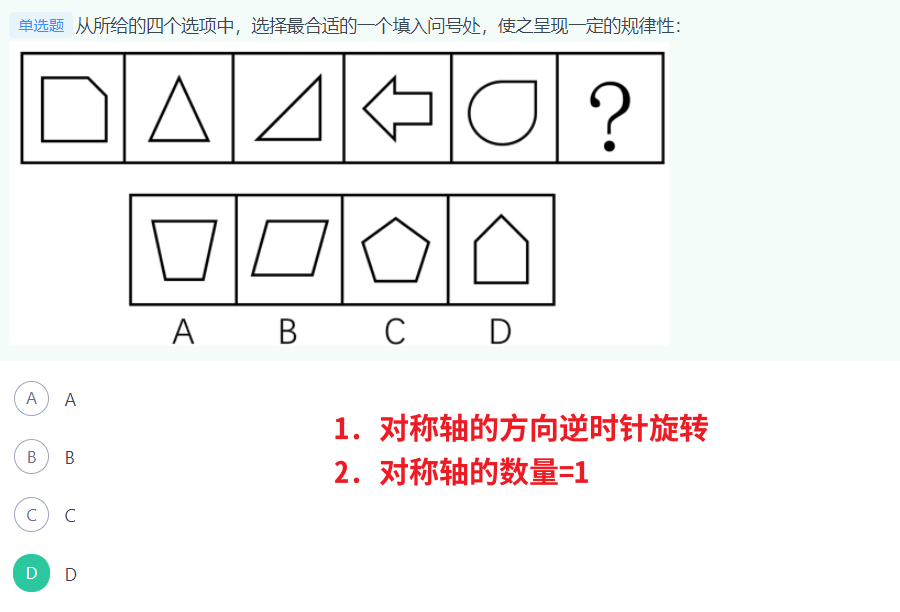 单选题 从所给的四个选项中，选择最合适的一个填入问号处，使之呈现一定的规律性：
?
A B C D
A A
B B
C C
D D
1. 对称轴的方向逆时针旋转
2. 对称轴的数量=1